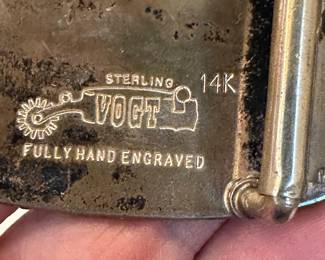 STERLING 14K
VOGT
FULLY HAND ENGRAVED